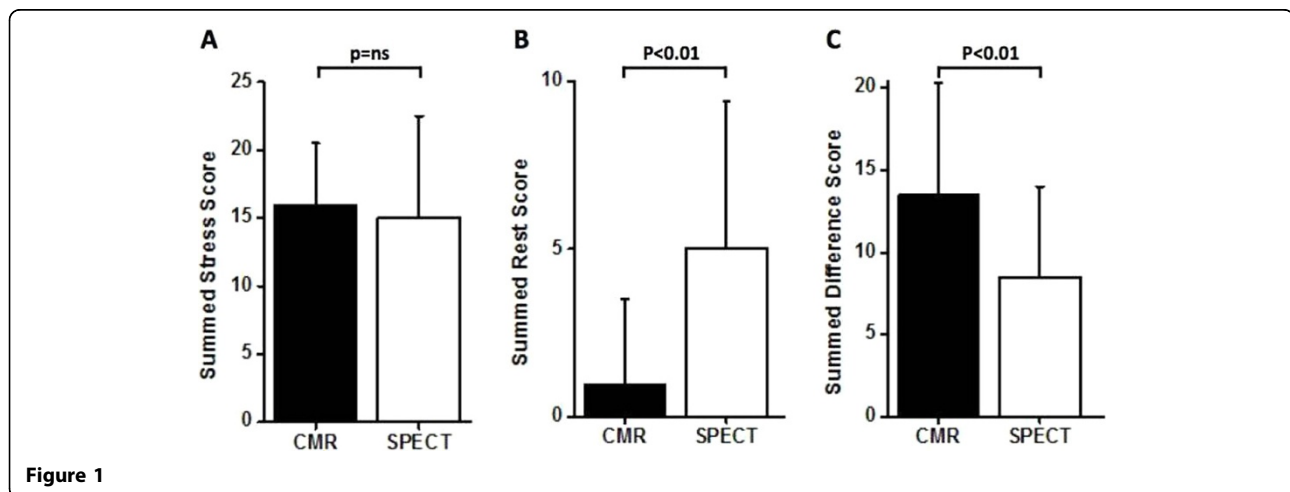 A
p=ns
Summed Stress Score
25
20
15
10
5
0
CMR SPECT
B
P<0.01
Summed Rest Score
10
5
0
CMR SPECT
C
P<0.01
Summed Difference Score
20
15
10
5
0
CMR SPECT
Figure 1